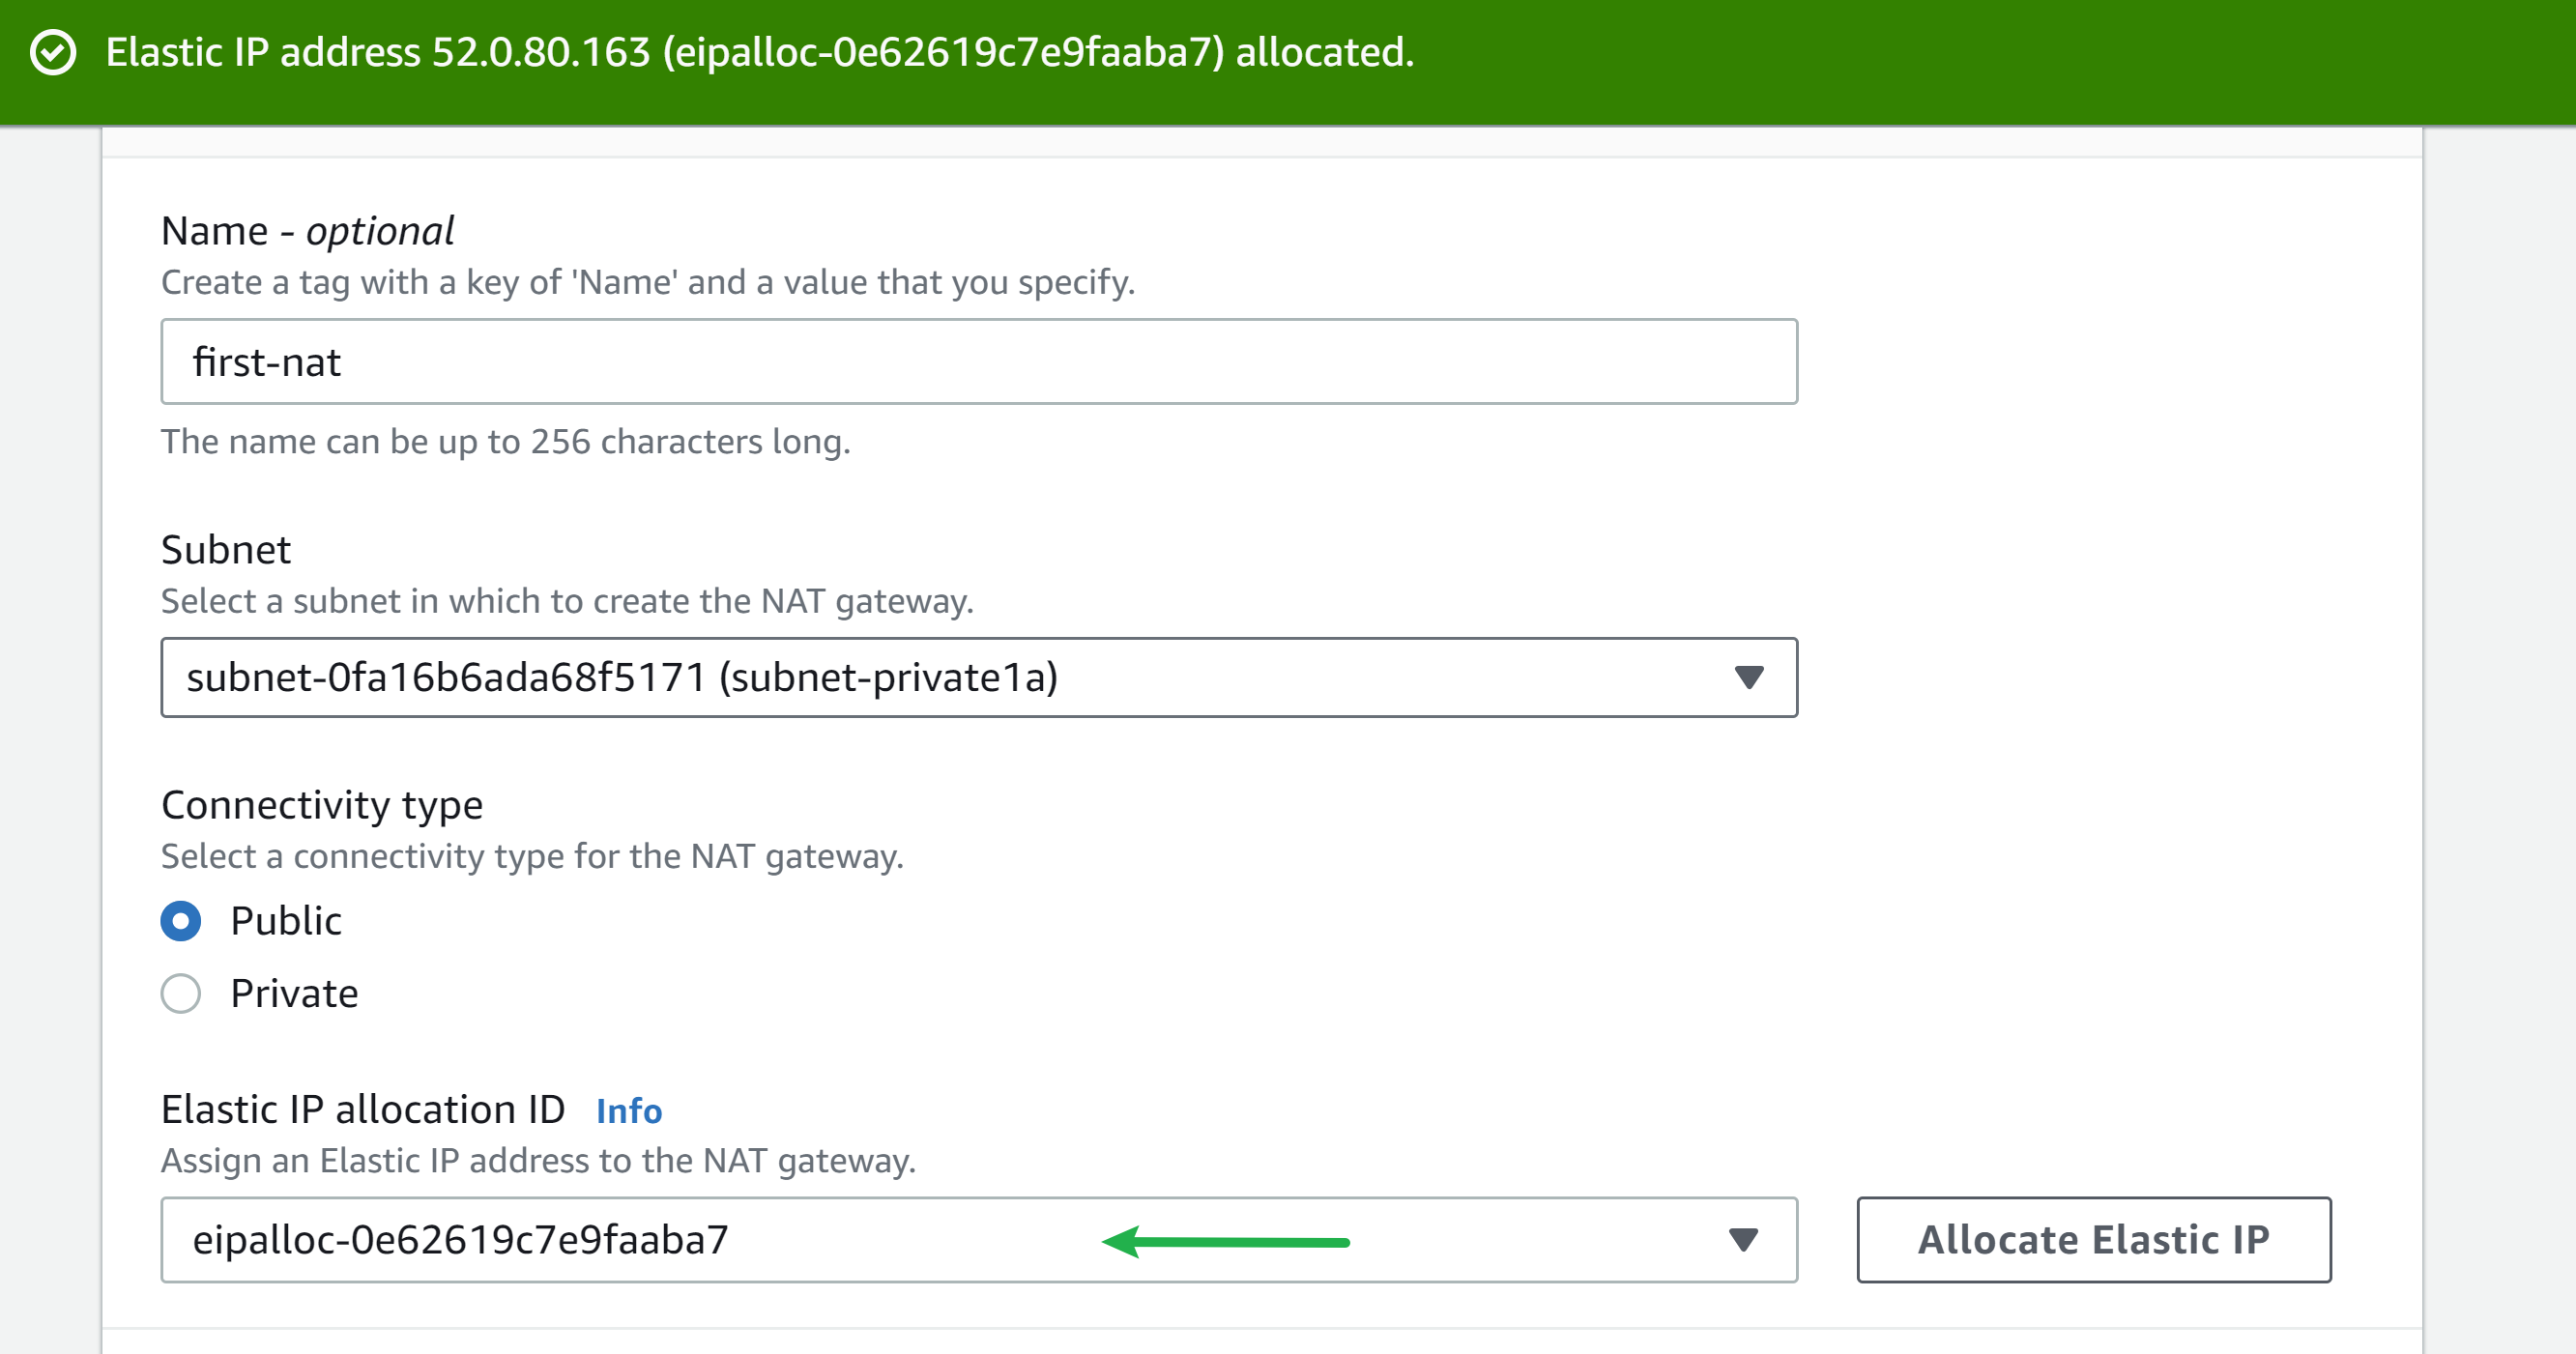 Elastic IP address 52.0.80.163 (eipalloc-0e62619c7e9faaba7) allocated.
Name - optional
Create a tag with a key of 'Name' and a value that you specify.
first-nat
The name can be up to 256 characters long.
Subnet
Select a subnet in which to create the NAT gateway.
subnet-0fa16b6ada68f5171 (subnet-private1a)
Connectivity type
Select a connectivity type for the NAT gateway.
Public
Private
Elastic IP allocation ID Info
Assign an Elastic IP address to the NAT gateway.
eipalloc-0e62619c7e9faaba7
Allocate Elastic IP